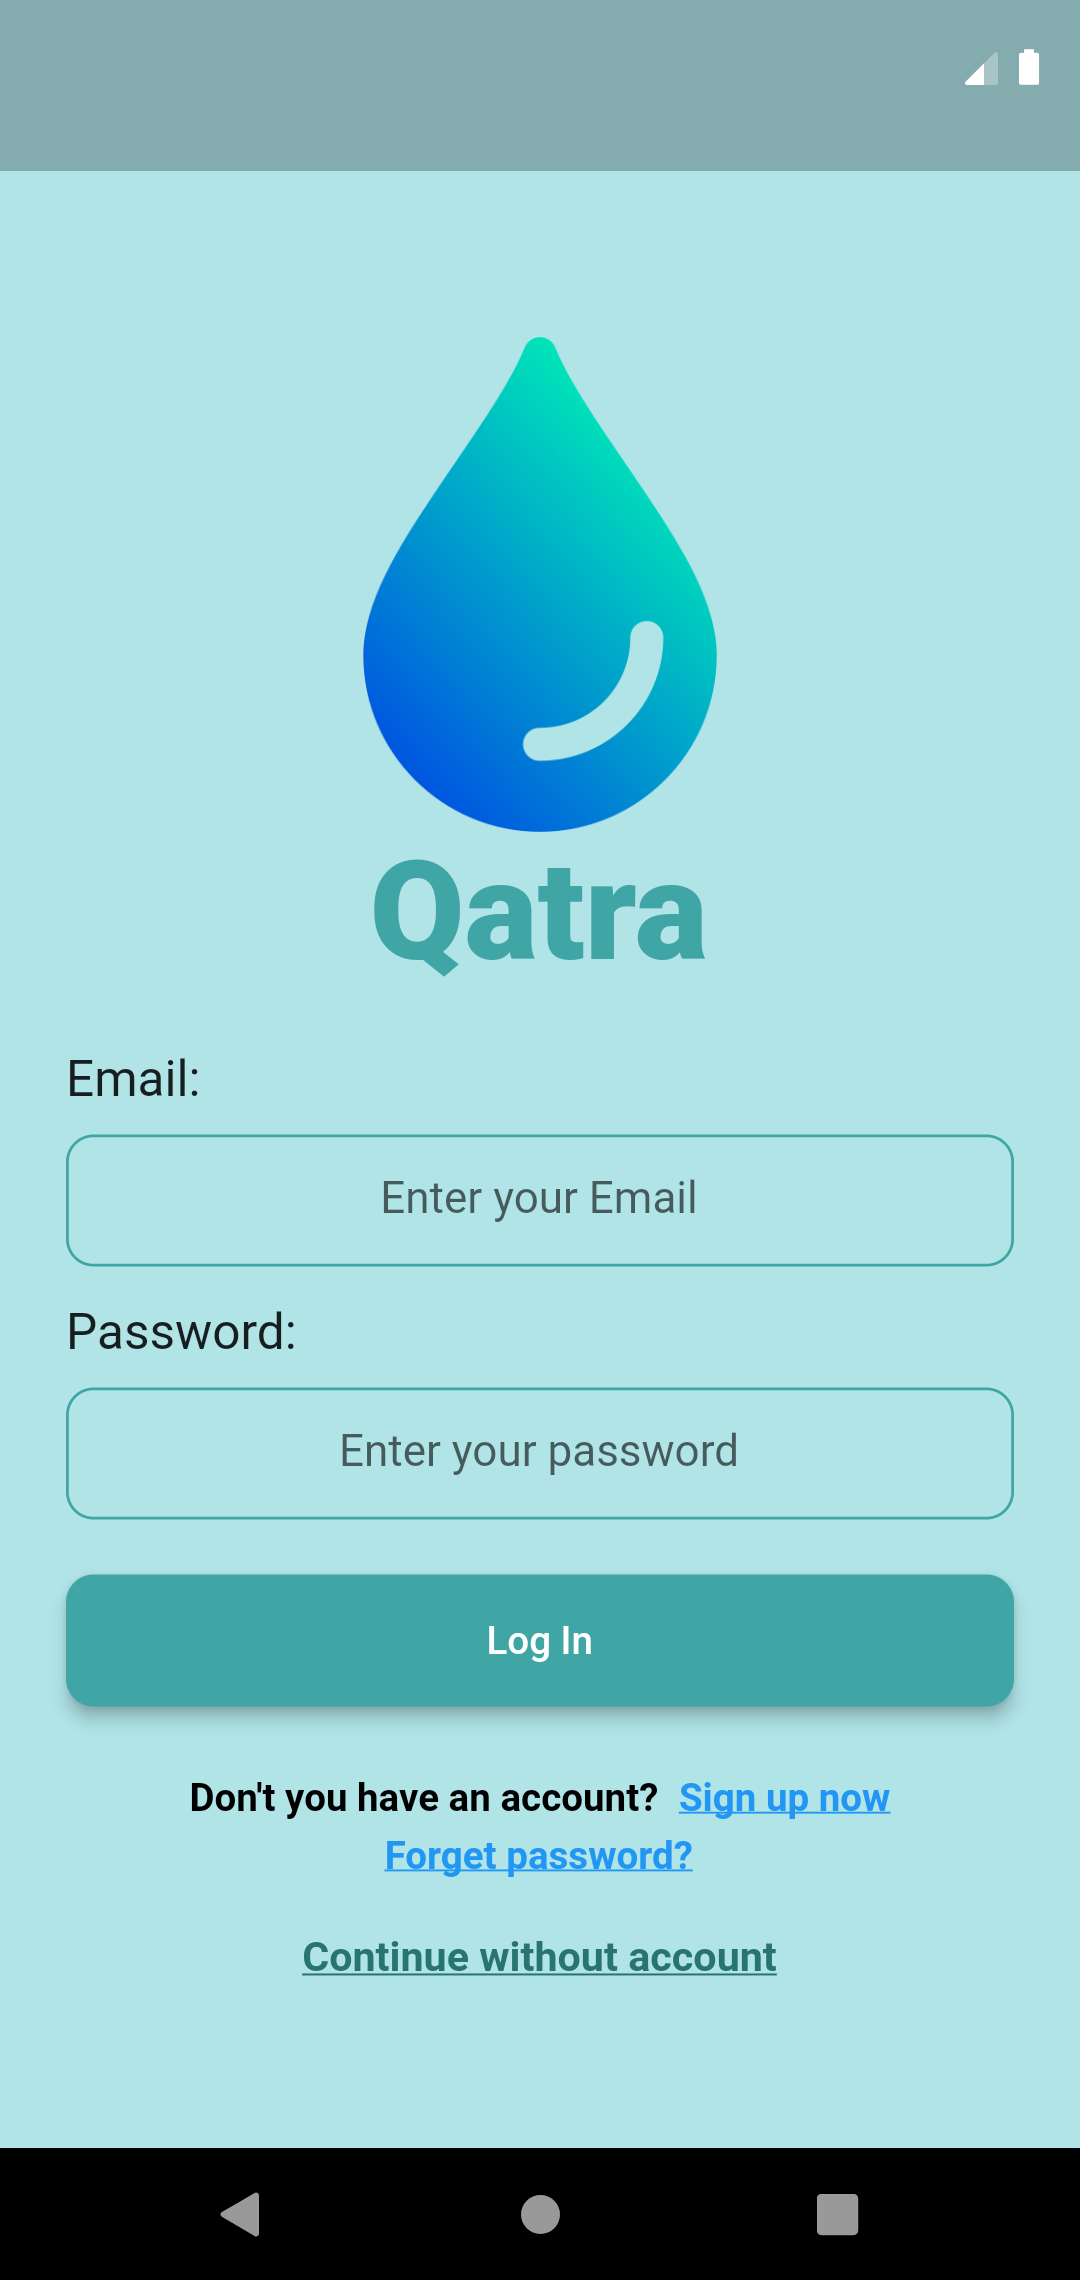 Qatra
Email:
Enter your Email
Password:
Enter your password
Log In
Don't you have an account? Sign up now
Forget password?
Continue without account